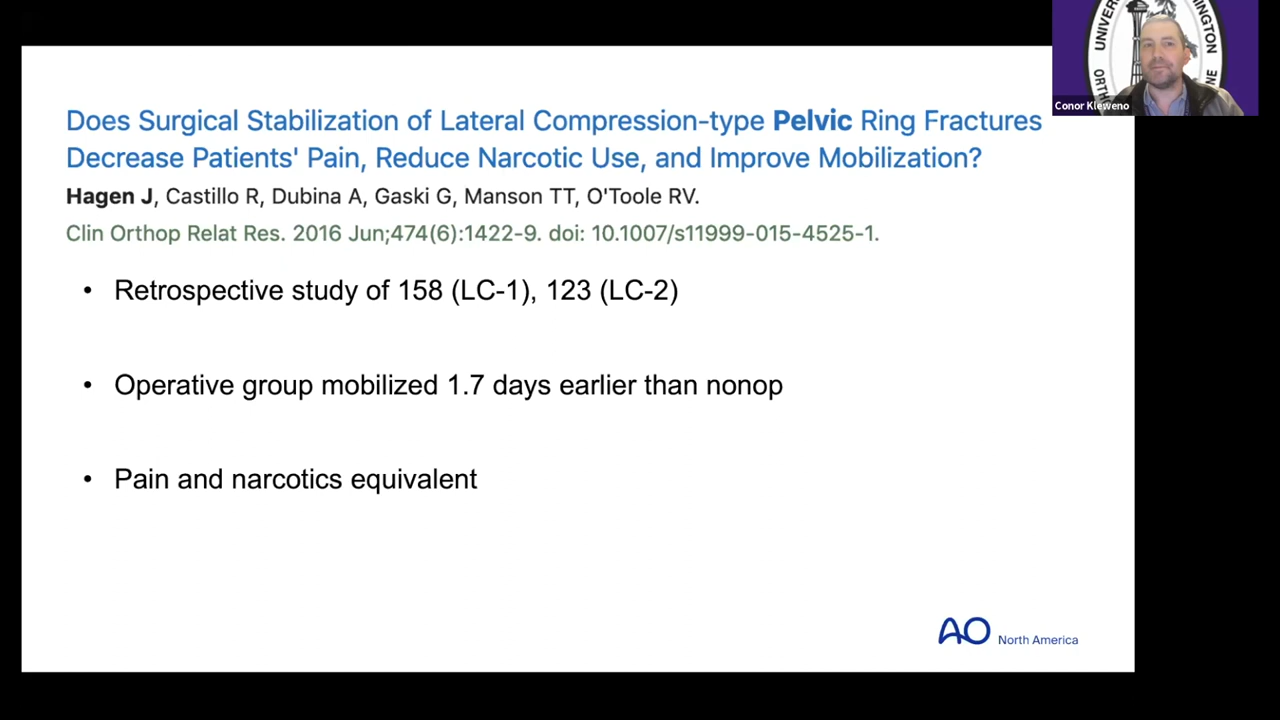 Does Surgical Stabilization of Lateral Compression-type Pelvic Ring Fractures
Decrease Patients' Pain, Reduce Narcotic Use, and Improve Mobilization?
Hagen J, Castillo R, Dubina A, Gaski G, Manson TT, O'Toole RV.
Clin Orthop Relat Res. 2016 Jun;474(6):1422-9. doi: 10.1007/s11999-015-4525-1.
• Retrospective study of 158 (LC-1), 123 (LC-2)
• Operative group mobilized 1.7 days earlier than nonop
• Pain and narcotics equivalent
AO North America
Conor Kleweno